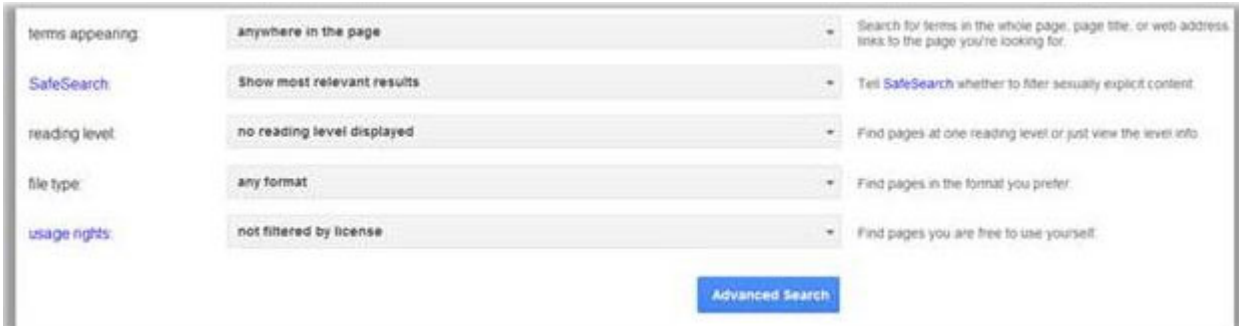 terms appearing: anywhere in the page Search for terms in the whole page, page title, or web address,
links to the page you're looking for.
SafeSearch: Show most relevant results Tell SafeSearch whether to filter sexually explicit content.
reading level: no reading level displayed Find pages at one reading level or just view the level info.
file type: any format Find pages in the format you prefer.
usage rights: not filtered by license Find pages you are free to use yourself.
Advanced Search